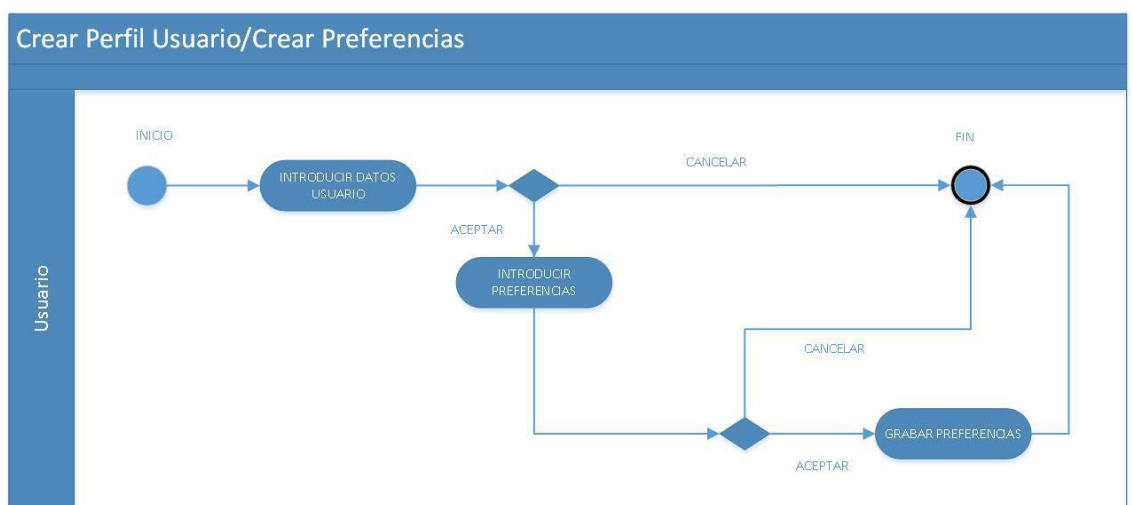 Crear Perfil Usuario/Crear Preferencias
Usuario
INICIO
FIN
INTRODUCIR DATOS
USUARIO
CANCELAR
ACEPTAR
INTRODUCIR
PREFERENCIAS
CANCELAR
GRABAR PREFERENCIAS
ACEPTAR